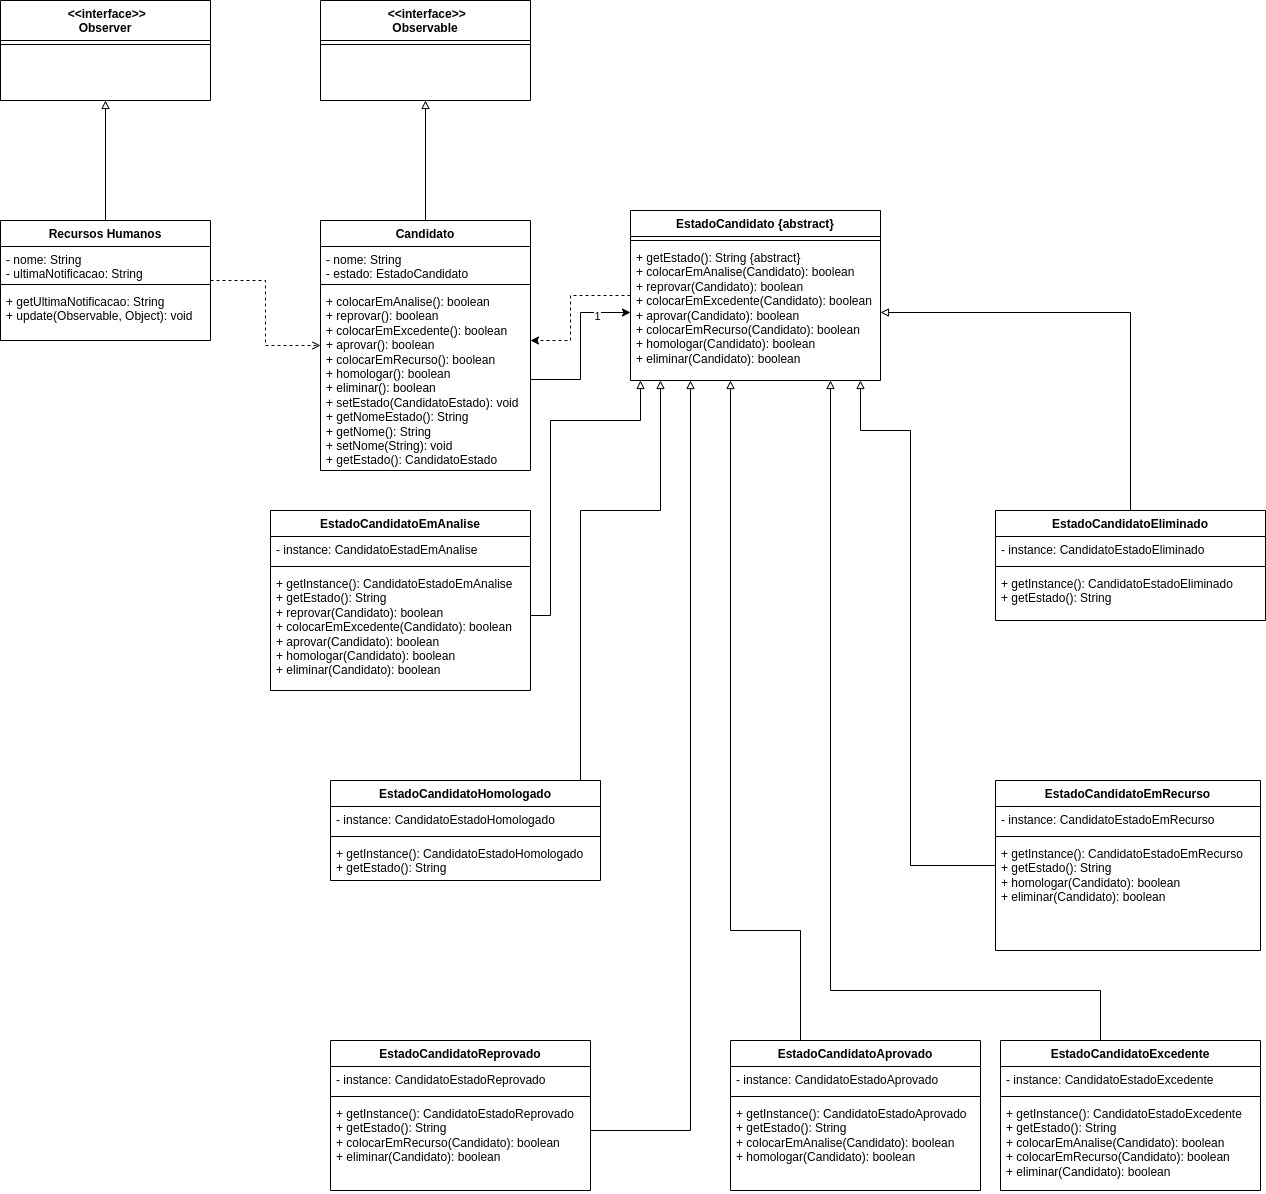 <<interface>>
Observer
<<interface>>
Observable
Recursos Humanos
- nome: String
- ultimaNotificacao: String
+ getUltimaNotificacao: String
+ update(Observable, Object): void
Candidato
- nome: String
- estado: EstadoCandidato
+ colocarEmAnalise(): boolean
+ reprovar(): boolean
+ colocarEmExcedente(): boolean
+ aprovar(): boolean
+ colocarEmRecurso(): boolean
+ homologar(): boolean
+ eliminar(): boolean
+ setEstado(CandidatoEstado): void
+ getNomeEstado(): String
+ getNome(): String
+ setNome(String): void
+ getEstado(): CandidatoEstado
1
EstadoCandidato {abstract}
+ getEstado(): String {abstract}
+ colocarEmAnalise(Candidato): boolean
+ reprovar(Candidato): boolean
+ colocarEmExcedente(Candidato): boolean
+ aprovar(Candidato): boolean
+ colocarEmRecurso(Candidato): boolean
+ homologar(Candidato): boolean
+ eliminar(Candidato): boolean
EstadoCandidatoEmAnalise
- instance: CandidatoEstadEmAnalise
+ getInstance(): CandidatoEstadoEmAnalise
+ getEstado(): String
+ reprovar(Candidato): boolean
+ colocarEmExcedente(Candidato): boolean
+ aprovar(Candidato): boolean
+ homologar(Candidato): boolean
+ eliminar(Candidato): boolean
EstadoCandidatoEliminado
- instance: CandidatoEstadoEliminado
+ getInstance(): CandidatoEstadoEliminado
+ getEstado(): String
EstadoCandidatoHomologado
- instance: CandidatoEstadoHomologado
+ getInstance(): CandidatoEstadoHomologado
+ getEstado(): String
EstadoCandidatoEmRecurso
- instance: CandidatoEstadoEmRecurso
+ getInstance(): CandidatoEstadoEmRecurso
+ getEstado(): String
+ homologar(Candidato): boolean
+ eliminar(Candidato): boolean
EstadoCandidatoReprovado
- instance: CandidatoEstadoReprovado
+ getInstance(): CandidatoEstadoReprovado
+ getEstado(): String
+ colocarEmRecurso(Candidato): boolean
+ eliminar(Candidato): boolean
EstadoCandidatoAprovado
- instance: CandidatoEstadoAprovado
+ getInstance(): CandidatoEstadoAprovado
+ getEstado(): String
+ colocarEmAnalise(Candidato): boolean
+ homologar(Candidato): boolean
EstadoCandidatoExcedente
- instance: CandidatoEstadoExcedente
+ getInstance(): CandidatoEstadoExcedente
+ getEstado(): String
+ colocarEmAnalise(Candidato): boolean
+ colocarEmRecurso(Candidato): boolean
+ eliminar(Candidato): boolean